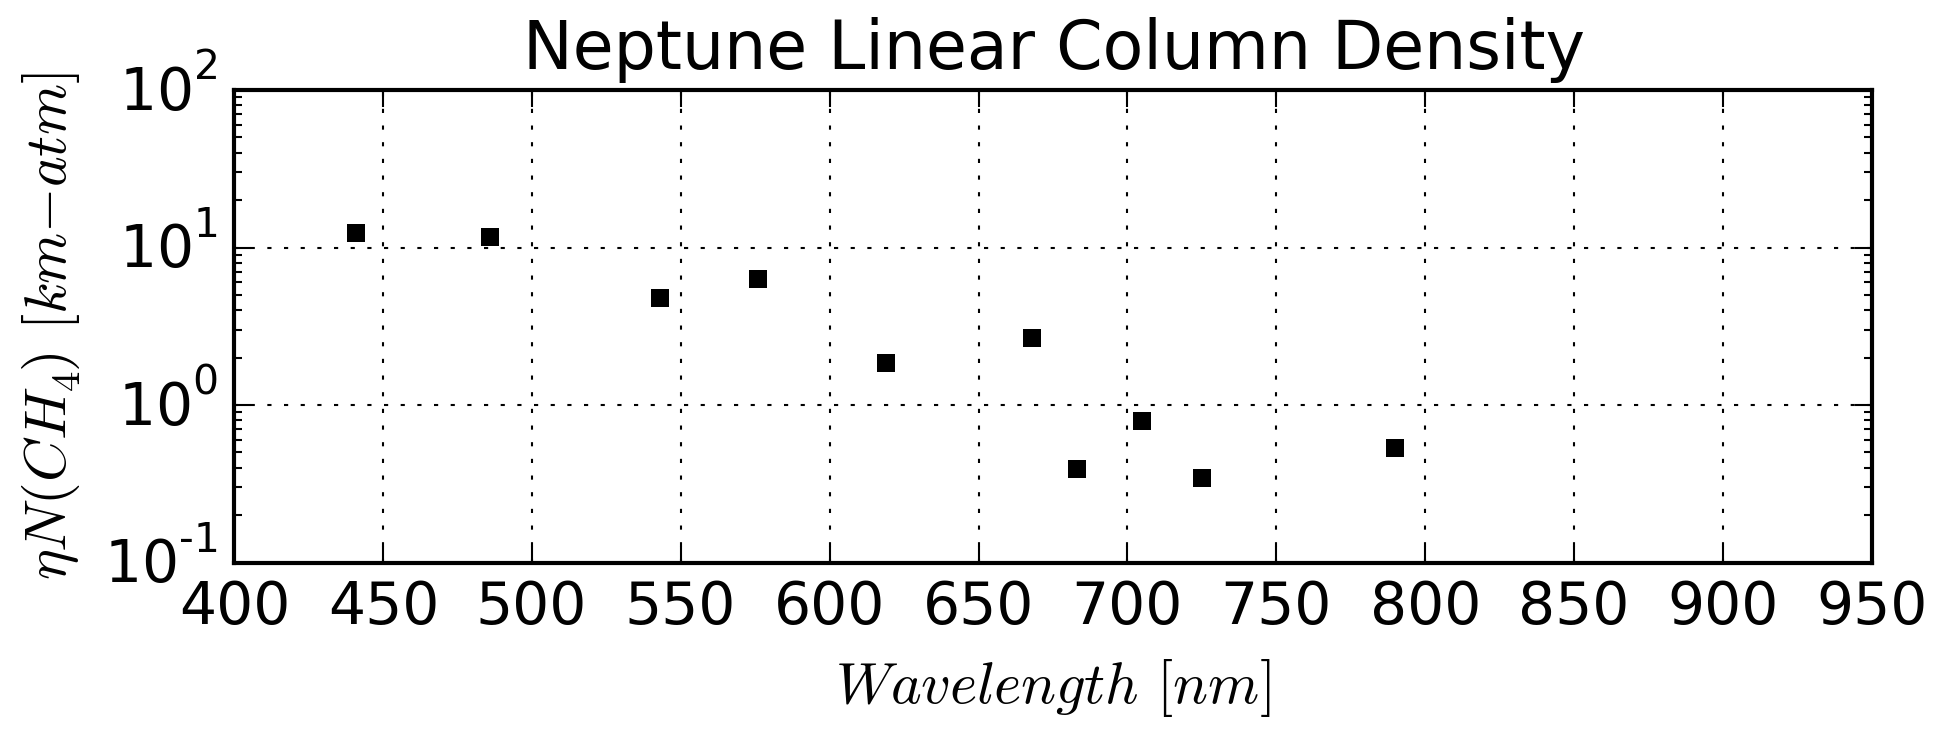 Neptune Linear Column Density
ηN(CH₄) [km−atm]
10²
10¹
10⁰
10⁻¹
400 450 500 550 600 650 700 750 800 850 900 950
Wavelength [nm]